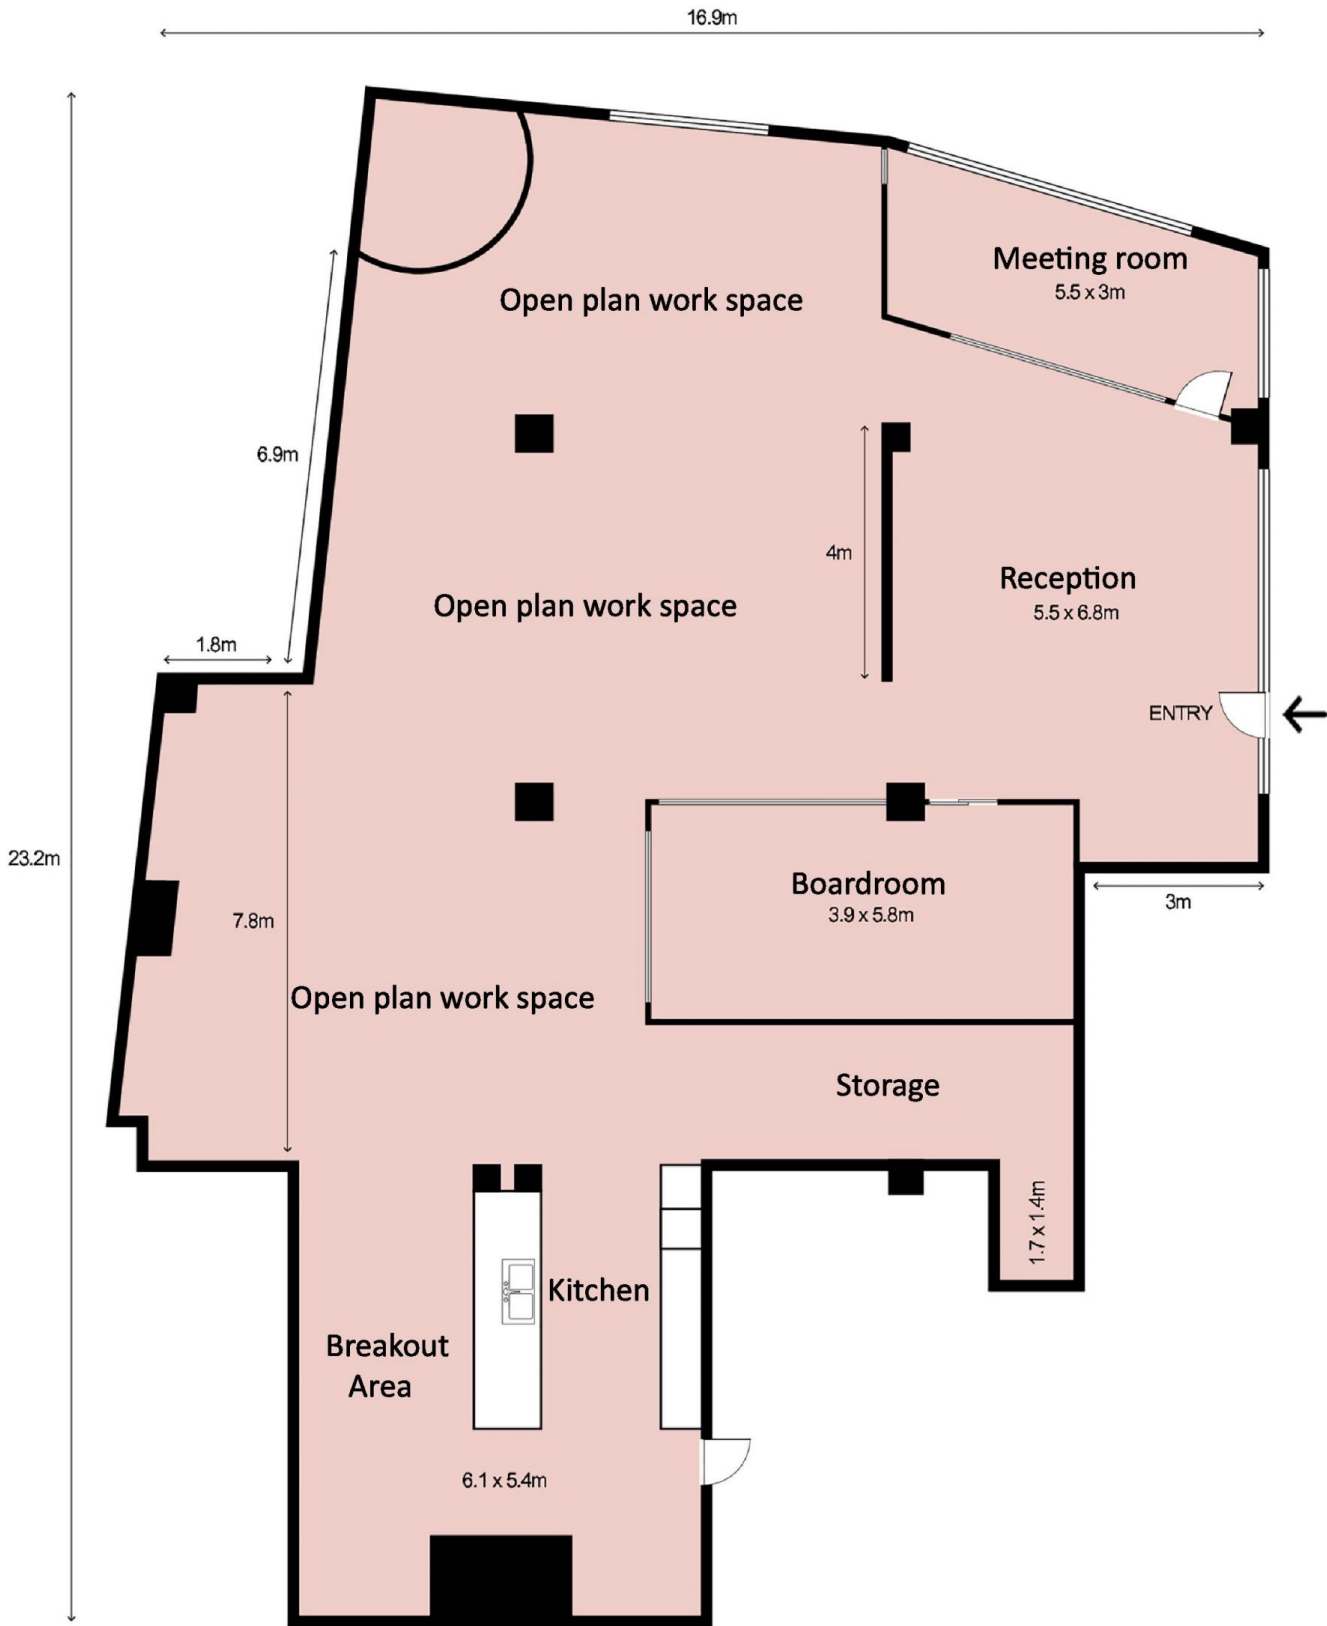 16.9m
Meeting room
5.5 x 3m
Open plan work space
6.9m
4m
Reception
5.5 x 6.8m
Open plan work space
1.8m
ENTRY
23.2m
Boardroom
3.9 x 5.8m
3m
7.8m
Open plan work space
Storage
1.7 x 1.4m
Kitchen
Breakout
Area
6.1 x 5.4m